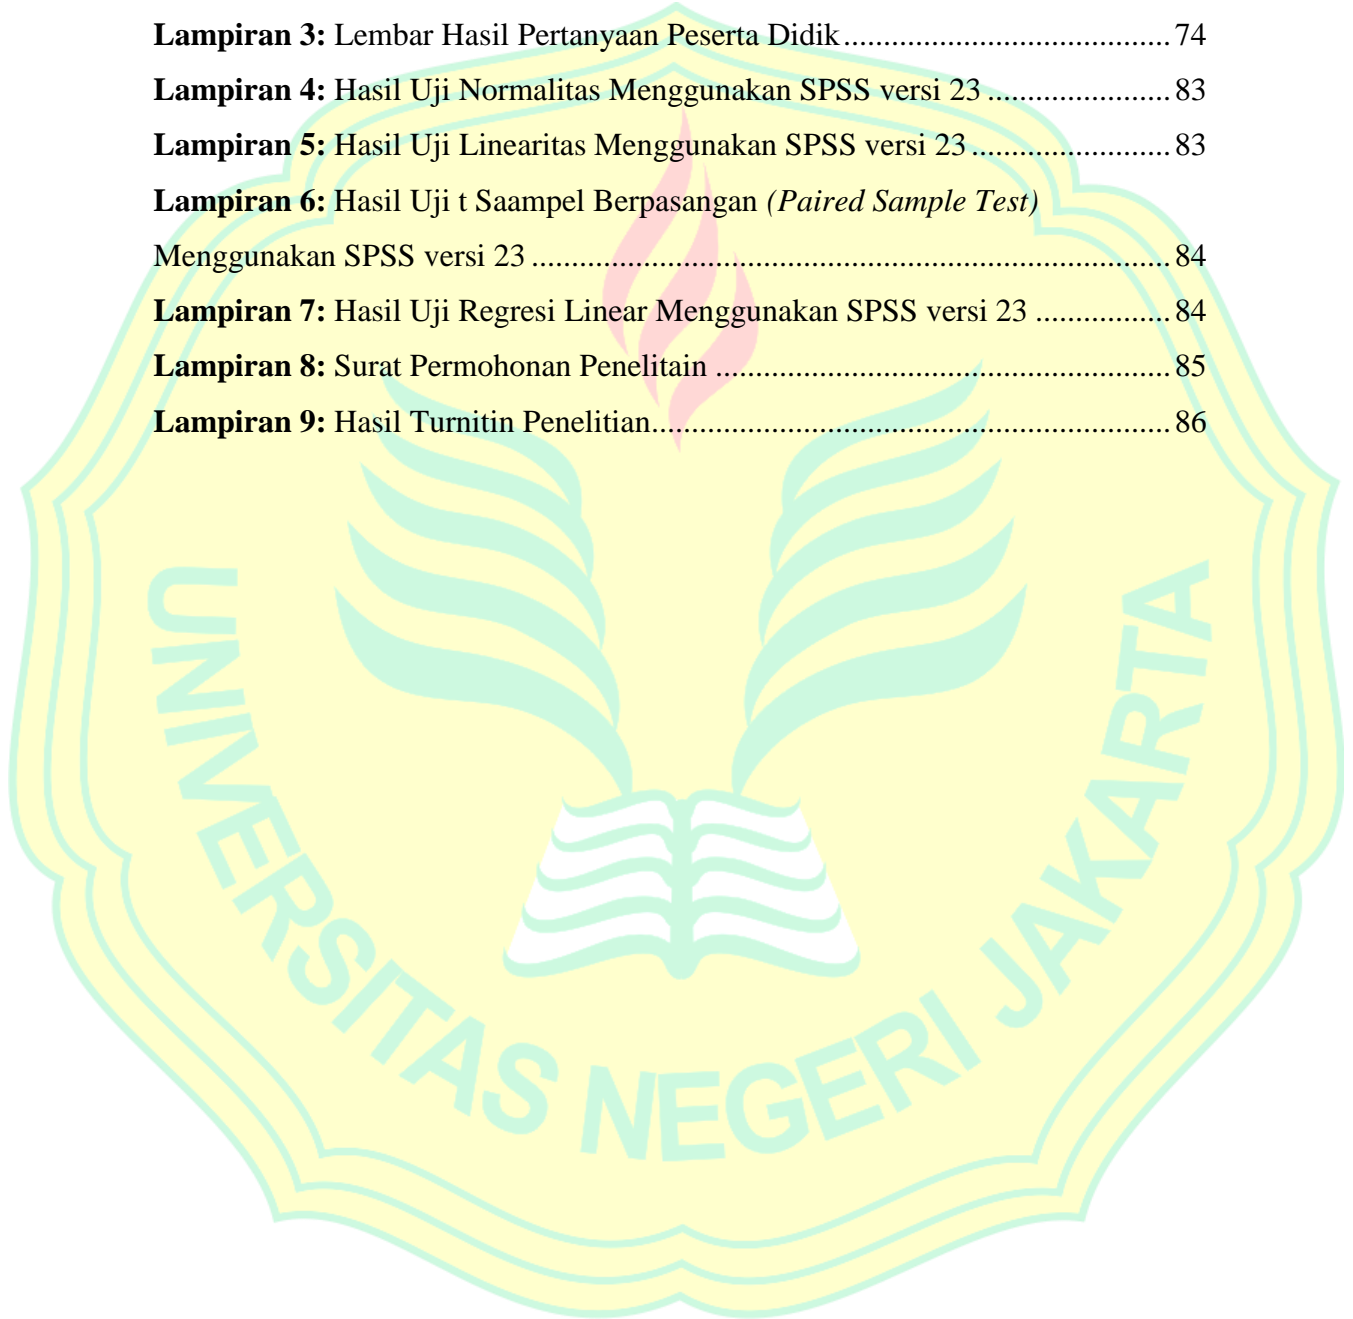 Lampiran 3: Lembar Hasil Pertanyaan Peserta Didik........................................ 74
Lampiran 4: Hasil Uji Normalitas Menggunakan SPSS versi 23 ....................... 83
Lampiran 5: Hasil Uji Linearitas Menggunakan SPSS versi 23......................... 83
Lampiran 6: Hasil Uji t Saampel Berpasangan (Paired Sample Test)
Menggunakan SPSS versi 23 ............................................................................... 84
Lampiran 7: Hasil Uji Regresi Linear Menggunakan SPSS versi 23 ................. 84
Lampiran 8: Surat Permohonan Penelitain ........................................................ 85
Lampiran 9: Hasil Turnitin Penelitian................................................................ 86
UNIVERSITAS NEGERI JAKARTA